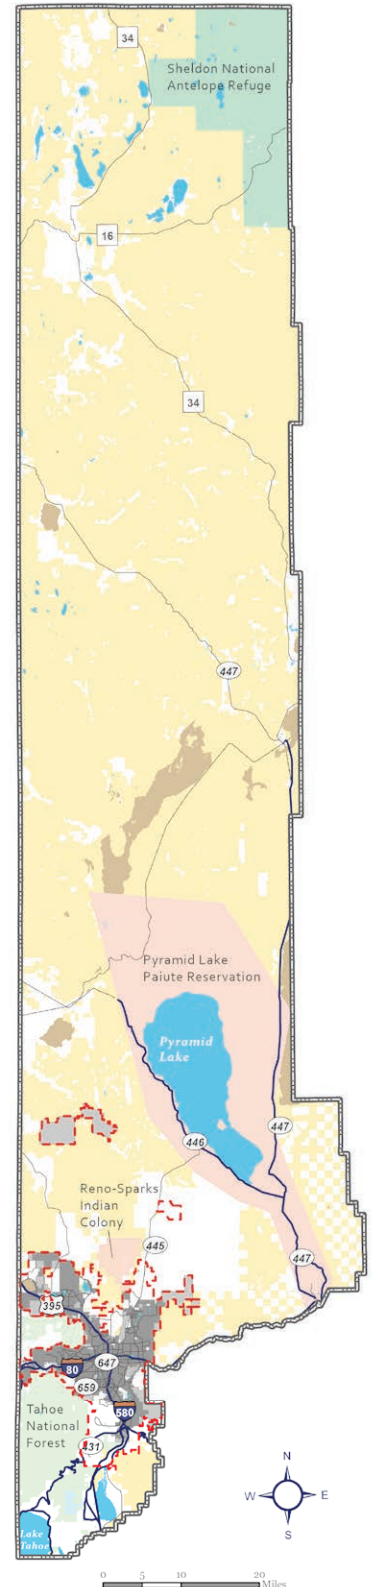 34
Sheldon National
Antelope Refuge
16
34
447
Pyramid Lake
Paiute Reservation
Pyramid
Lake
447
446
Reno-Sparks
Indian
Colony
445
447
395
647
80
659
580
Tahoe
National
Forest
431
N
W
E
S
Lake
Tahoe
0 5 10 20
Miles